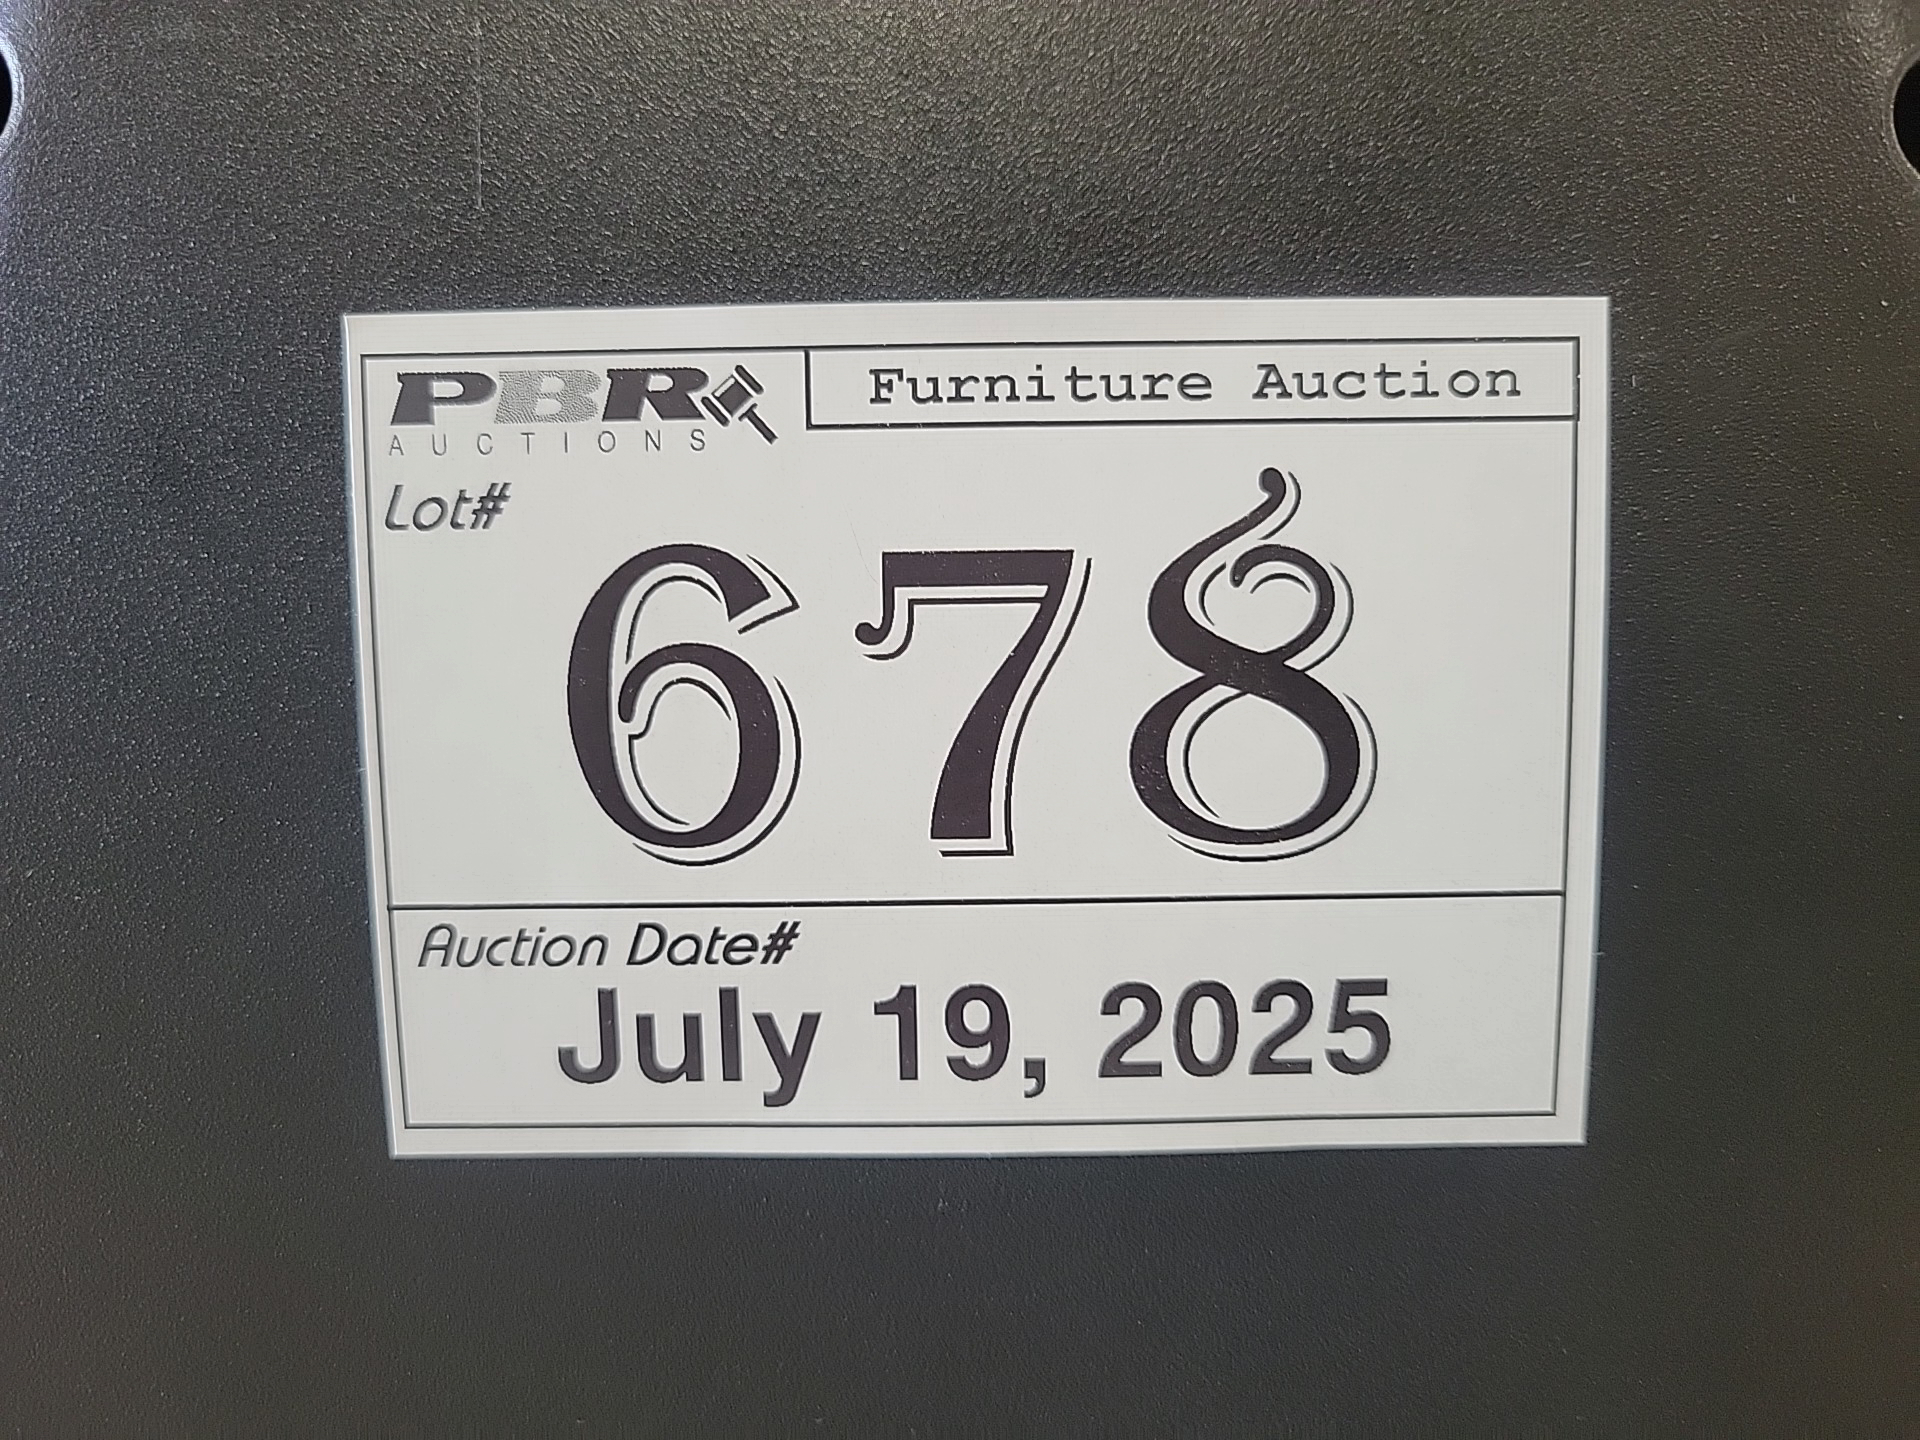 PBR
AUCTIONS
Furniture Auction
Lot#
678
Auction Date#
July 19, 2025